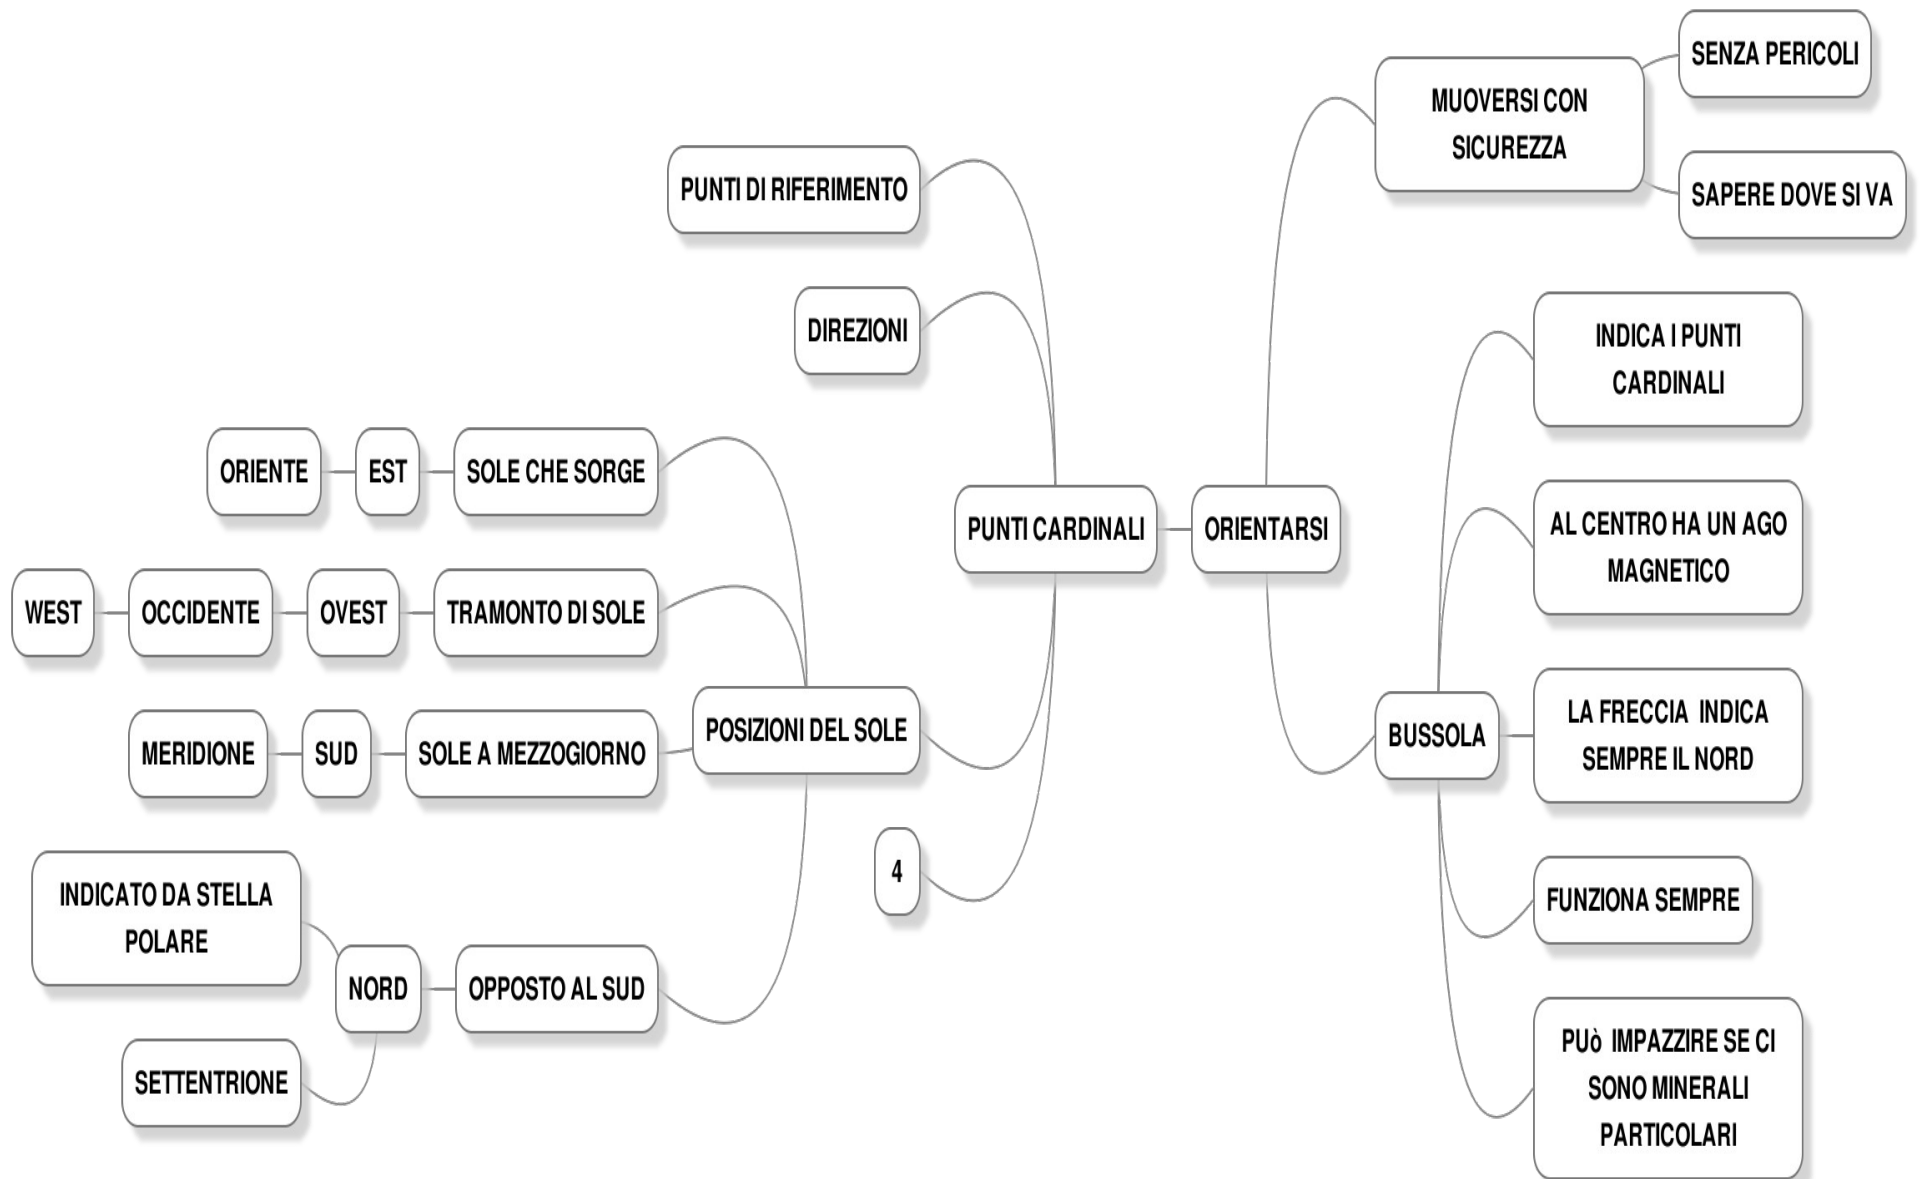 SENZA PERICOLI
MUOVERSI CON
SICUREZZA
SAPERE DOVE SI VA
PUNTI DI RIFERIMENTO
DIREZIONI
INDICA I PUNTI
CARDINALI
ORIENTE
EST
SOLE CHE SORGE
PUNTI CARDINALI
ORIENTARSI
AL CENTRO HA UN AGO
MAGNETICO
WEST
OCCIDENTE
OVEST
TRAMONTO DI SOLE
MERIDIONE
SUD
SOLE A MEZZOGIORNO
POSIZIONI DEL SOLE
BUSSOLA
LA FRECCIA  INDICA
SEMPRE IL NORD
4
FUNZIONA SEMPRE
INDICATO DA STELLA
POLARE
NORD
OPPOSTO AL SUD
SETTENTRIONE
PUò  IMPAZZIRE SE CI
SONO MINERALI
PARTICOLARI